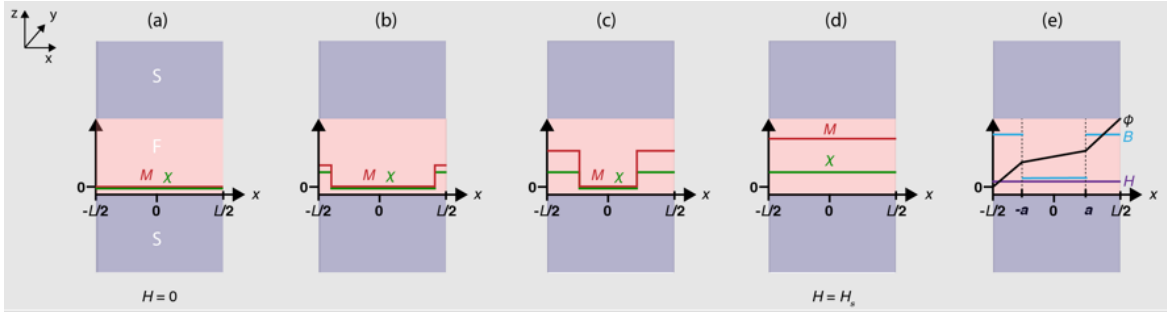 (a) (b) (c) (d) (e)
z
y
x
S
F
M χ
0
x
-L/2 0 L/2
S
H = 0
M χ
0
x
-L/2 0 L/2
M χ
0
x
-L/2 0 L/2
M
χ
0
x
-L/2 0 L/2
H = Hs
ϕ
B
0
H
x
-L/2 -a 0 a L/2